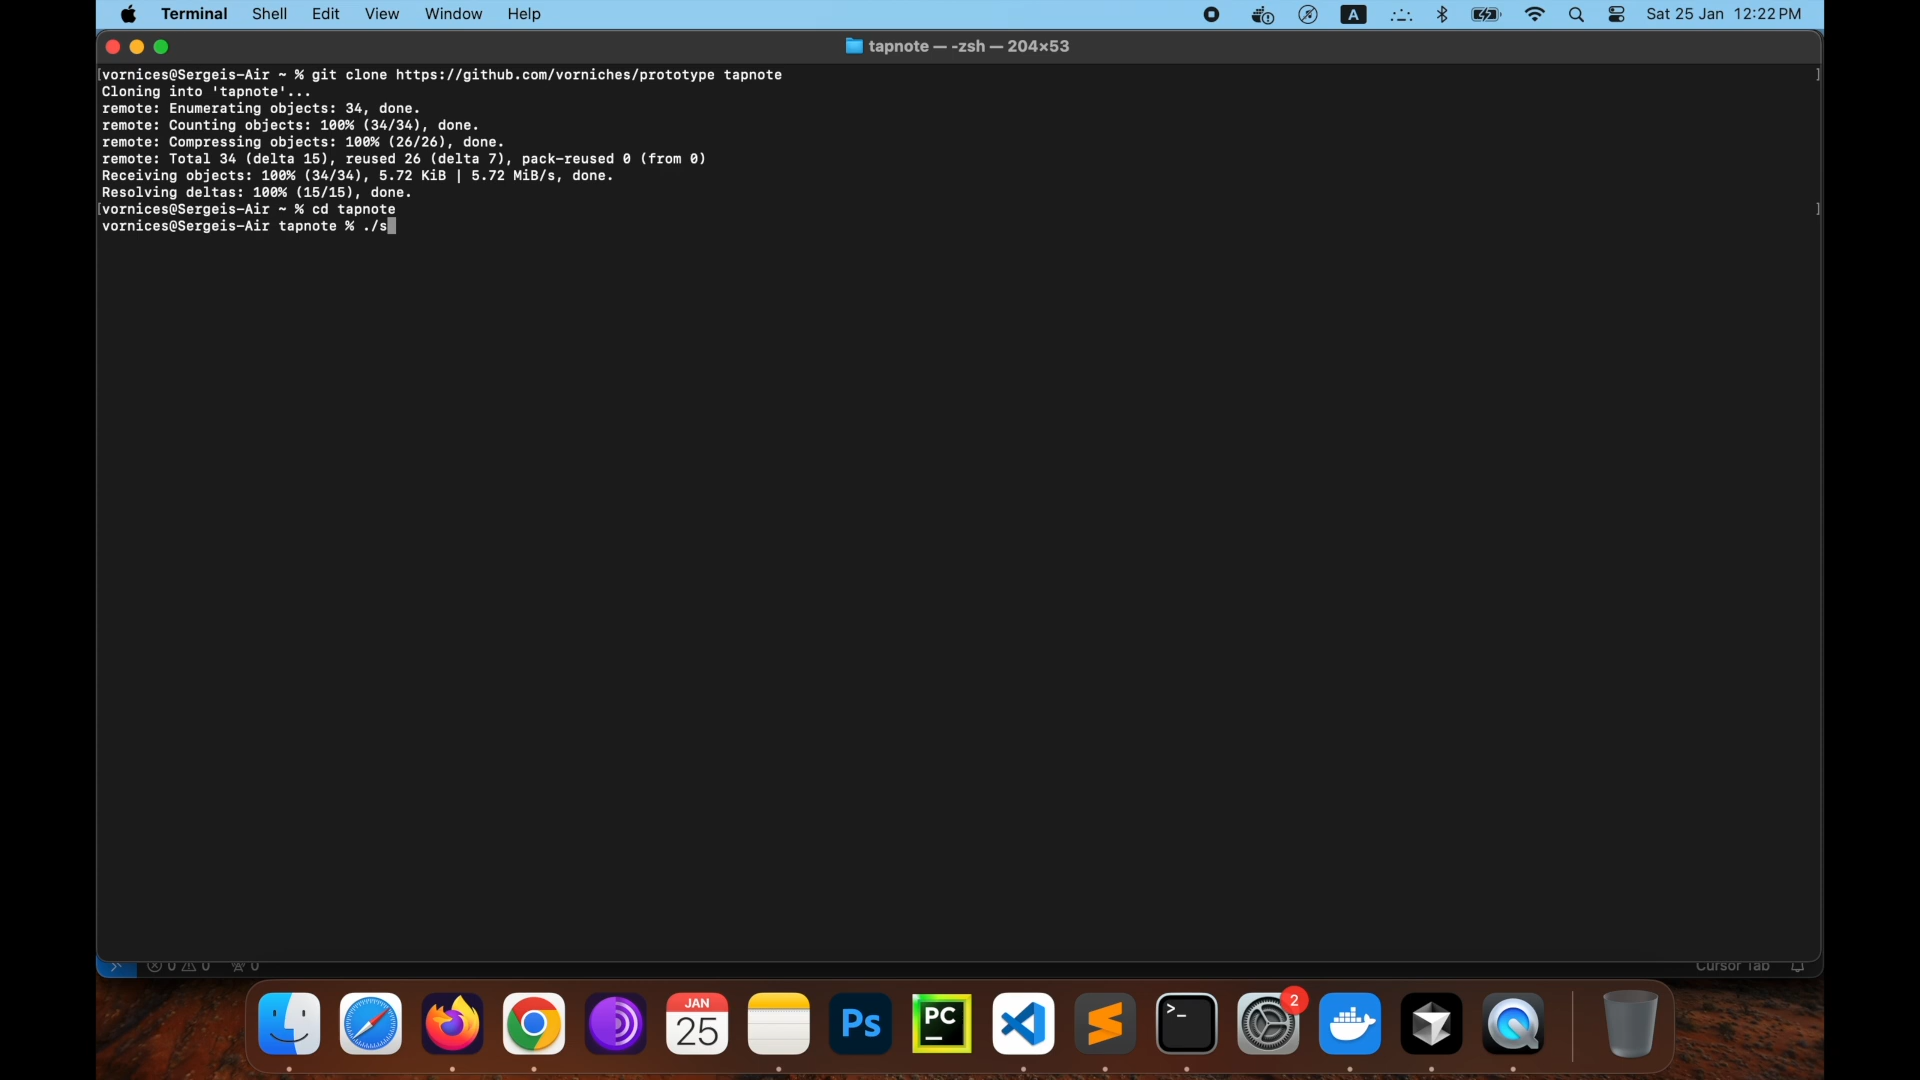 Terminal Shell Edit View Window Help
A
Sat 25 Jan 12:22 PM
tapnote — -zsh — 204×53
[vornices@Sergeis-Air ~ % git clone https://github.com/vorniches/prototype tapnote ]
Cloning into 'tapnote'...
remote: Enumerating objects: 34, done.
remote: Counting objects: 100% (34/34), done.
remote: Compressing objects: 100% (26/26), done.
remote: Total 34 (delta 15), reused 26 (delta 7), pack-reused 0 (from 0)
Receiving objects: 100% (34/34), 5.72 KiB | 5.72 MiB/s, done.
Resolving deltas: 100% (15/15), done.
[vornices@Sergeis-Air ~ % cd tapnote ]
vornices@Sergeis-Air tapnote % ./s
0 0 0 Cursor Tab
JAN
25
Ps
PC
>_
2